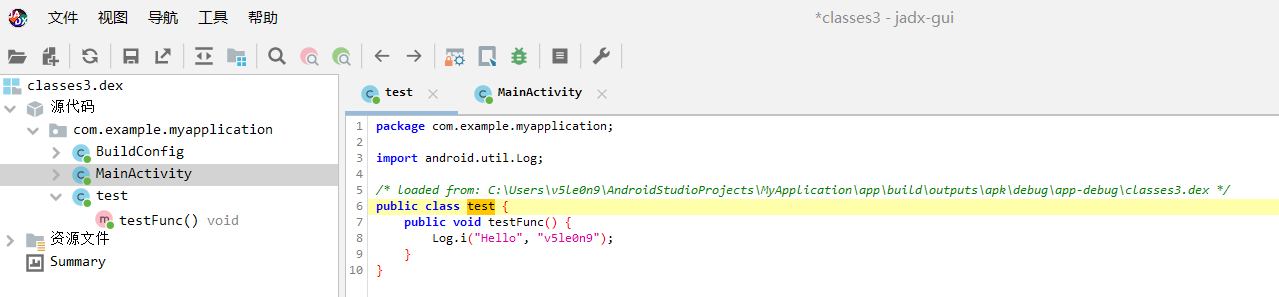 文件 视图 导航 工具 帮助 *classes3 - jadx-gui
classes3.dex
源代码
com.example.myapplication
BuildConfig
MainActivity
test
testFunc() void
资源文件
Summary
test MainActivity
1 package com.example.myapplication;
2
3 import android.util.Log;
4
5 /* loaded from: C:\Users\v5le0n9\AndroidStudioProjects\MyApplication\app\build\outputs\apk\debug\app-debug\classes3.dex */
6 public class test {
7 public void testFunc() {
8 Log.i("Hello", "v5le0n9");
9 }
10 }